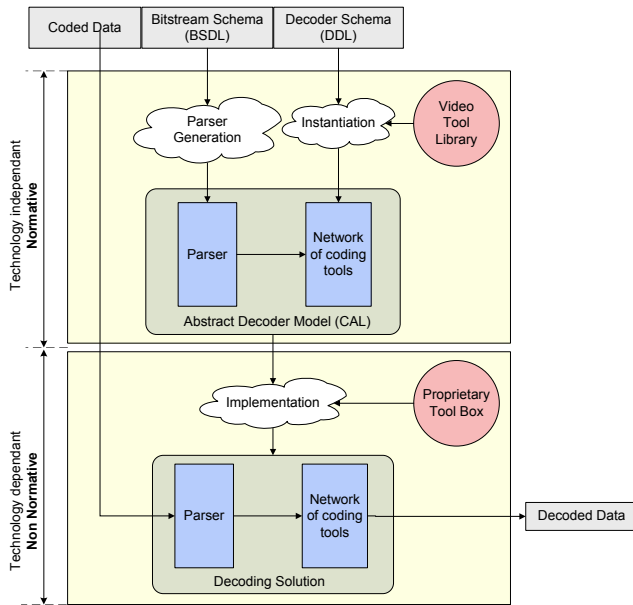 Coded Data
Bitstream Schema
(BSDL)
Decoder Schema
(DDL)
Technology independant
Normative
Parser
Generation
Instantiation
Video
Tool
Library
Parser
Network
of coding
tools
Abstract Decoder Model (CAL)
Technology dependant
Non Normative
Implementation
Proprietary
Tool Box
Parser
Network
of coding
tools
Decoding Solution
Decoded Data